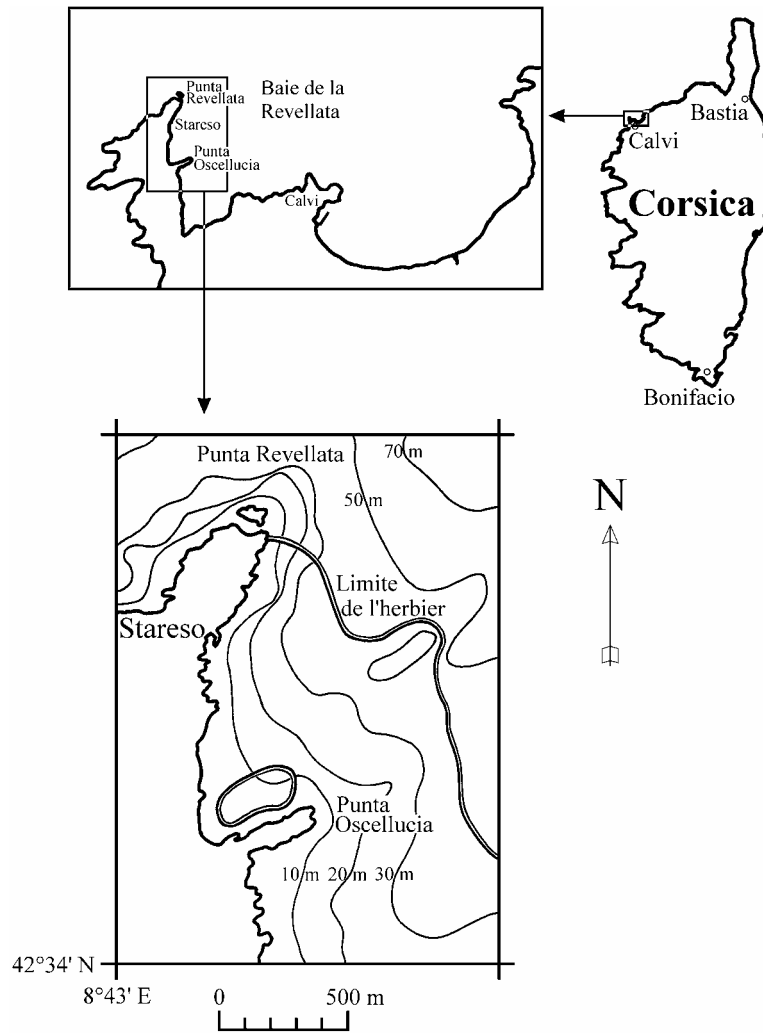 Punta
Revellata
Baie de la
Revellata
Stareso
Punta
Oscellucia
Calvi
Bastia
Calvi
Corsica
Bonifacio
Punta Revellata
70 m
50 m
N
Limite
de l'herbier
Stareso
Punta
Oscellucia
10 m 20 m 30 m
42°34' N
8°43' E 0 500 m